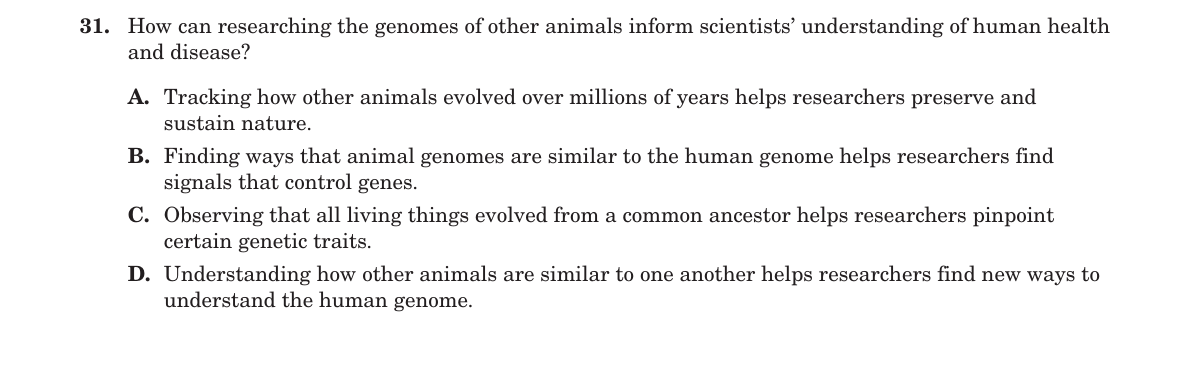 31. How can researching the genomes of other animals inform scientists’ understanding of human health
and disease?
A. Tracking how other animals evolved over millions of years helps researchers preserve and
sustain nature.
B. Finding ways that animal genomes are similar to the human genome helps researchers find
signals that control genes.
C. Observing that all living things evolved from a common ancestor helps researchers pinpoint
certain genetic traits.
D. Understanding how other animals are similar to one another helps researchers find new ways to
understand the human genome.